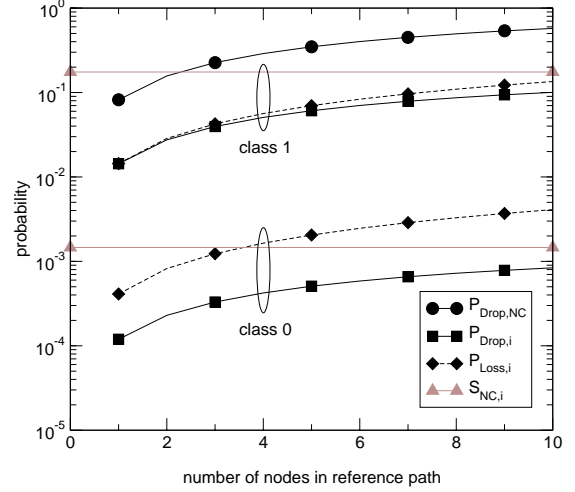 10^0
10^-1
10^-2
10^-3
10^-4
10^-5
probability
class 1
class 0
P_Drop,NC
P_Drop,i
P_Loss,i
S_NC,i
0 2 4 6 8 10
number of nodes in reference path